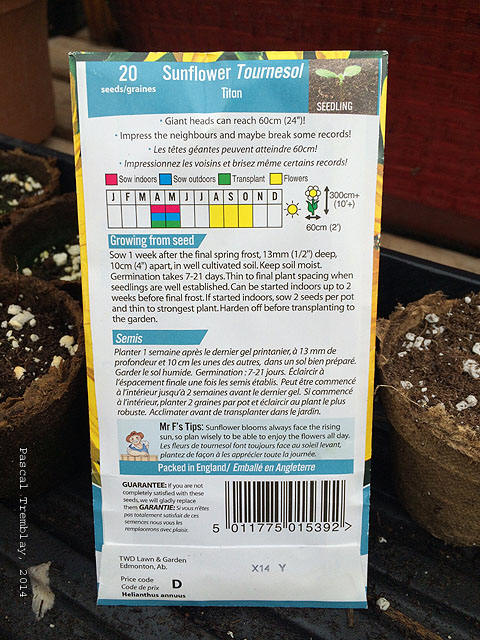 20
seeds/graines
Sunflower Tournesol
Titan
SEEDLING
• Giant heads can reach 60cm (24")!
• Impress the neighbours and maybe break some records!
• Les têtes géantes peuvent atteindre 60cm!
• Impressionnez les voisins et brisez même certains records!
Sow indoors Sow outdoors Transplant Flowers
J F M A M J J A S O N D
300cm+
(10'+)
60cm (2')
Growing from seed
Sow 1 week after the final spring frost, 13mm (1/2") deep,
10cm (4") apart, in well cultivated soil. Keep soil moist.
Germination takes 7-21 days. Thin to final plant spacing when
seedlings are well established. Can be started indoors up to 2
weeks before final frost. If started indoors, sow 2 seeds per pot
and thin to strongest plant. Harden off before transplanting to
the garden.
Semis
Planter 1 semaine après le dernier gel printanier, à 13 mm de
profondeur et 10 cm les unes des autres, dans un sol bien préparé.
Garder le sol humide. Germination : 7-21 jours. Éclaircir à
l'éspacement finale une fois les semis établis. Peut être commencé
à l'intérieur jusqu'à 2 semaines avant le dernier gel. Si commencé
à l'intérieur, planter 2 graines par pot et éclaircir au plant le plus
robuste. Acclimater avant de transplanter dans le jardin.
Mr F's Tips: Sunflower blooms always face the rising
sun, so plan wisely to be able to enjoy the flowers all day.
Les fleurs de tournesol font toujours face au soleil levant,
plantez de façon à les apprécier toute la journée.
Packed in England/ Emballé en Angleterre
GUARANTEE: If you are not
completely satisfied with these
seeds, we will gladly replace
them GARANTIE: Si vous n'êtes
pas totalement satisfait de ces
semences nous vous les
remplacerons avec plaisir.
5 011775 015392 >
TWD Lawn & Garden
Edmonton, Ab.
X14 Y
Price code
Code de prix
D
Helianthus annuus
Pascal Tremblay, 2014